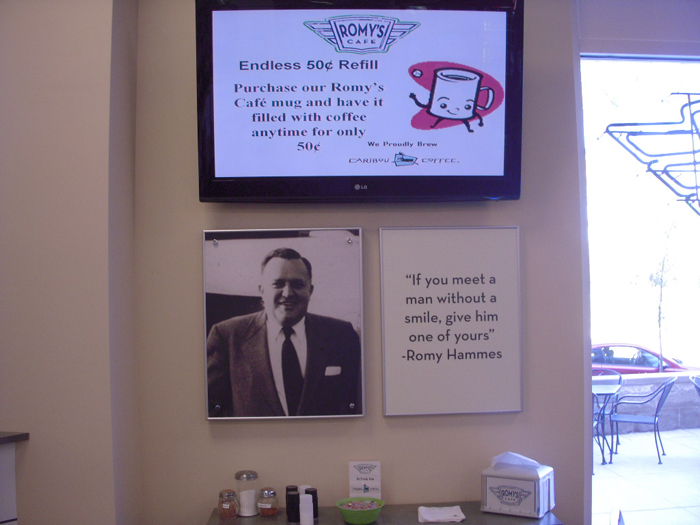 ROMY'S
CAFE
Endless 50¢ Refill
Purchase our Romy's
Café mug and have it
filled with coffee
anytime for only
50¢
We Proudly Brew
CARIBOU COFFEE.
LG
"If you meet a
man without a
smile, give him
one of yours"
-Romy Hammes
ROMY'S